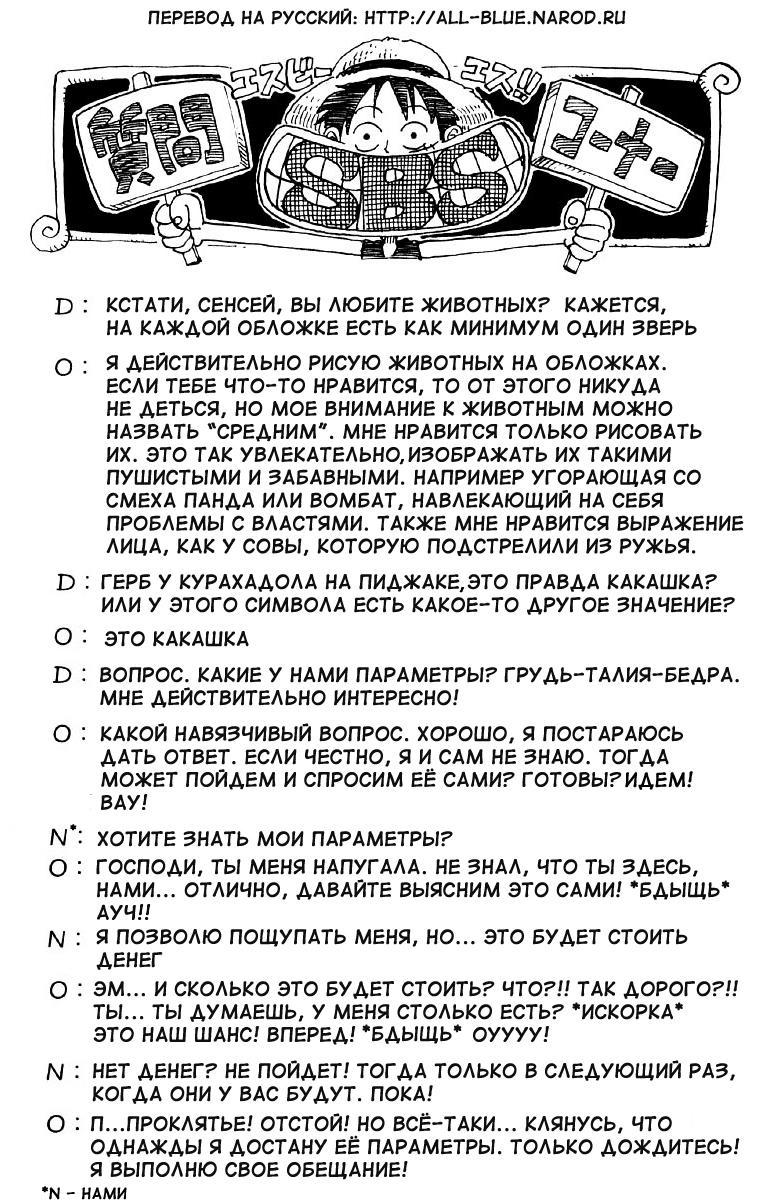 ПЕРЕВОД НА РУССКИЙ: HTTP://ALL-BLUE.NAROD.RU
エスビーエス!!
質問
コーナー
SBS
D : КСТАТИ, СЕНСЕЙ, ВЫ ЛЮБИТЕ ЖИВОТНЫХ? КАЖЕТСЯ,
НА КАЖДОЙ ОБЛОЖКЕ ЕСТЬ КАК МИНИМУМ ОДИН ЗВЕРЬ
O : Я ДЕЙСТВИТЕЛЬНО РИСУЮ ЖИВОТНЫХ НА ОБЛОЖКАХ.
ЕСЛИ ТЕБЕ ЧТО-ТО НРАВИТСЯ, ТО ОТ ЭТОГО НИКУДА
НЕ ДЕТЬСЯ, НО МОЕ ВНИМАНИЕ К ЖИВОТНЫМ МОЖНО
НАЗВАТЬ "СРЕДНИМ". МНЕ НРАВИТСЯ ТОЛЬКО РИСОВАТЬ
ИХ. ЭТО ТАК УВЛЕКАТЕЛЬНО,ИЗОБРАЖАТЬ ИХ ТАКИМИ
ПУШИСТЫМИ И ЗАБАВНЫМИ. НАПРИМЕР УГОРАЮЩАЯ СО
СМЕХА ПАНДА ИЛИ ВОМБАТ, НАВЛЕКАЮЩИЙ НА СЕБЯ
ПРОБЛЕМЫ С ВЛАСТЯМИ. ТАКЖЕ МНЕ НРАВИТСЯ ВЫРАЖЕНИЕ
ЛИЦА, КАК У СОВЫ, КОТОРУЮ ПОДСТРЕЛИЛИ ИЗ РУЖЬЯ.
D : ГЕРБ У КУРАХАДОЛА НА ПИДЖАКЕ,ЭТО ПРАВДА КАКАШКА?
ИЛИ У ЭТОГО СИМВОЛА ЕСТЬ КАКОЕ-ТО ДРУГОЕ ЗНАЧЕНИЕ?
O : ЭТО КАКАШКА
D : ВОПРОС. КАКИЕ У НАМИ ПАРАМЕТРЫ? ГРУДЬ-ТАЛИЯ-БЕДРА.
МНЕ ДЕЙСТВИТЕЛЬНО ИНТЕРЕСНО!
O : КАКОЙ НАВЯЗЧИВЫЙ ВОПРОС. ХОРОШО, Я ПОСТАРАЮСЬ
ДАТЬ ОТВЕТ. ЕСЛИ ЧЕСТНО, Я И САМ НЕ ЗНАЮ. ТОГДА
МОЖЕТ ПОЙДЕМ И СПРОСИМ ЕЁ САМИ? ГОТОВЫ?ИДЕМ!
ВАУ!
N*: ХОТИТЕ ЗНАТЬ МОИ ПАРАМЕТРЫ?
O : ГОСПОДИ, ТЫ МЕНЯ НАПУГАЛА. НЕ ЗНАЛ, ЧТО ТЫ ЗДЕСЬ,
НАМИ... ОТЛИЧНО, ДАВАЙТЕ ВЫЯСНИМ ЭТО САМИ! *БДЫЩЬ*
АУЧ!!
N : Я ПОЗВОЛЮ ПОЩУПАТЬ МЕНЯ, НО... ЭТО БУДЕТ СТОИТЬ
ДЕНЕГ
O : ЭМ... И СКОЛЬКО ЭТО БУДЕТ СТОИТЬ? ЧТО?!! ТАК ДОРОГО?!!
ТЫ... ТЫ ДУМАЕШЬ, У МЕНЯ СТОЛЬКО ЕСТЬ? *ИСКОРКА*
ЭТО НАШ ШАНС! ВПЕРЕД! *БДЫЩЬ* ОУУУУ!
N : НЕТ ДЕНЕГ? НЕ ПОЙДЕТ! ТОГДА ТОЛЬКО В СЛЕДУЮЩИЙ РАЗ,
КОГДА ОНИ У ВАС БУДУТ. ПОКА!
O : П...ПРОКЛЯТЬЕ! ОТСТОЙ! НО ВСЁ-ТАКИ... КЛЯНУСЬ, ЧТО
ОДНАЖДЫ Я ДОСТАНУ ЕЁ ПАРАМЕТРЫ. ТОЛЬКО ДОЖДИТЕСЬ!
Я ВЫПОЛНЮ СВОЕ ОБЕЩАНИЕ!
*N - НАМИ